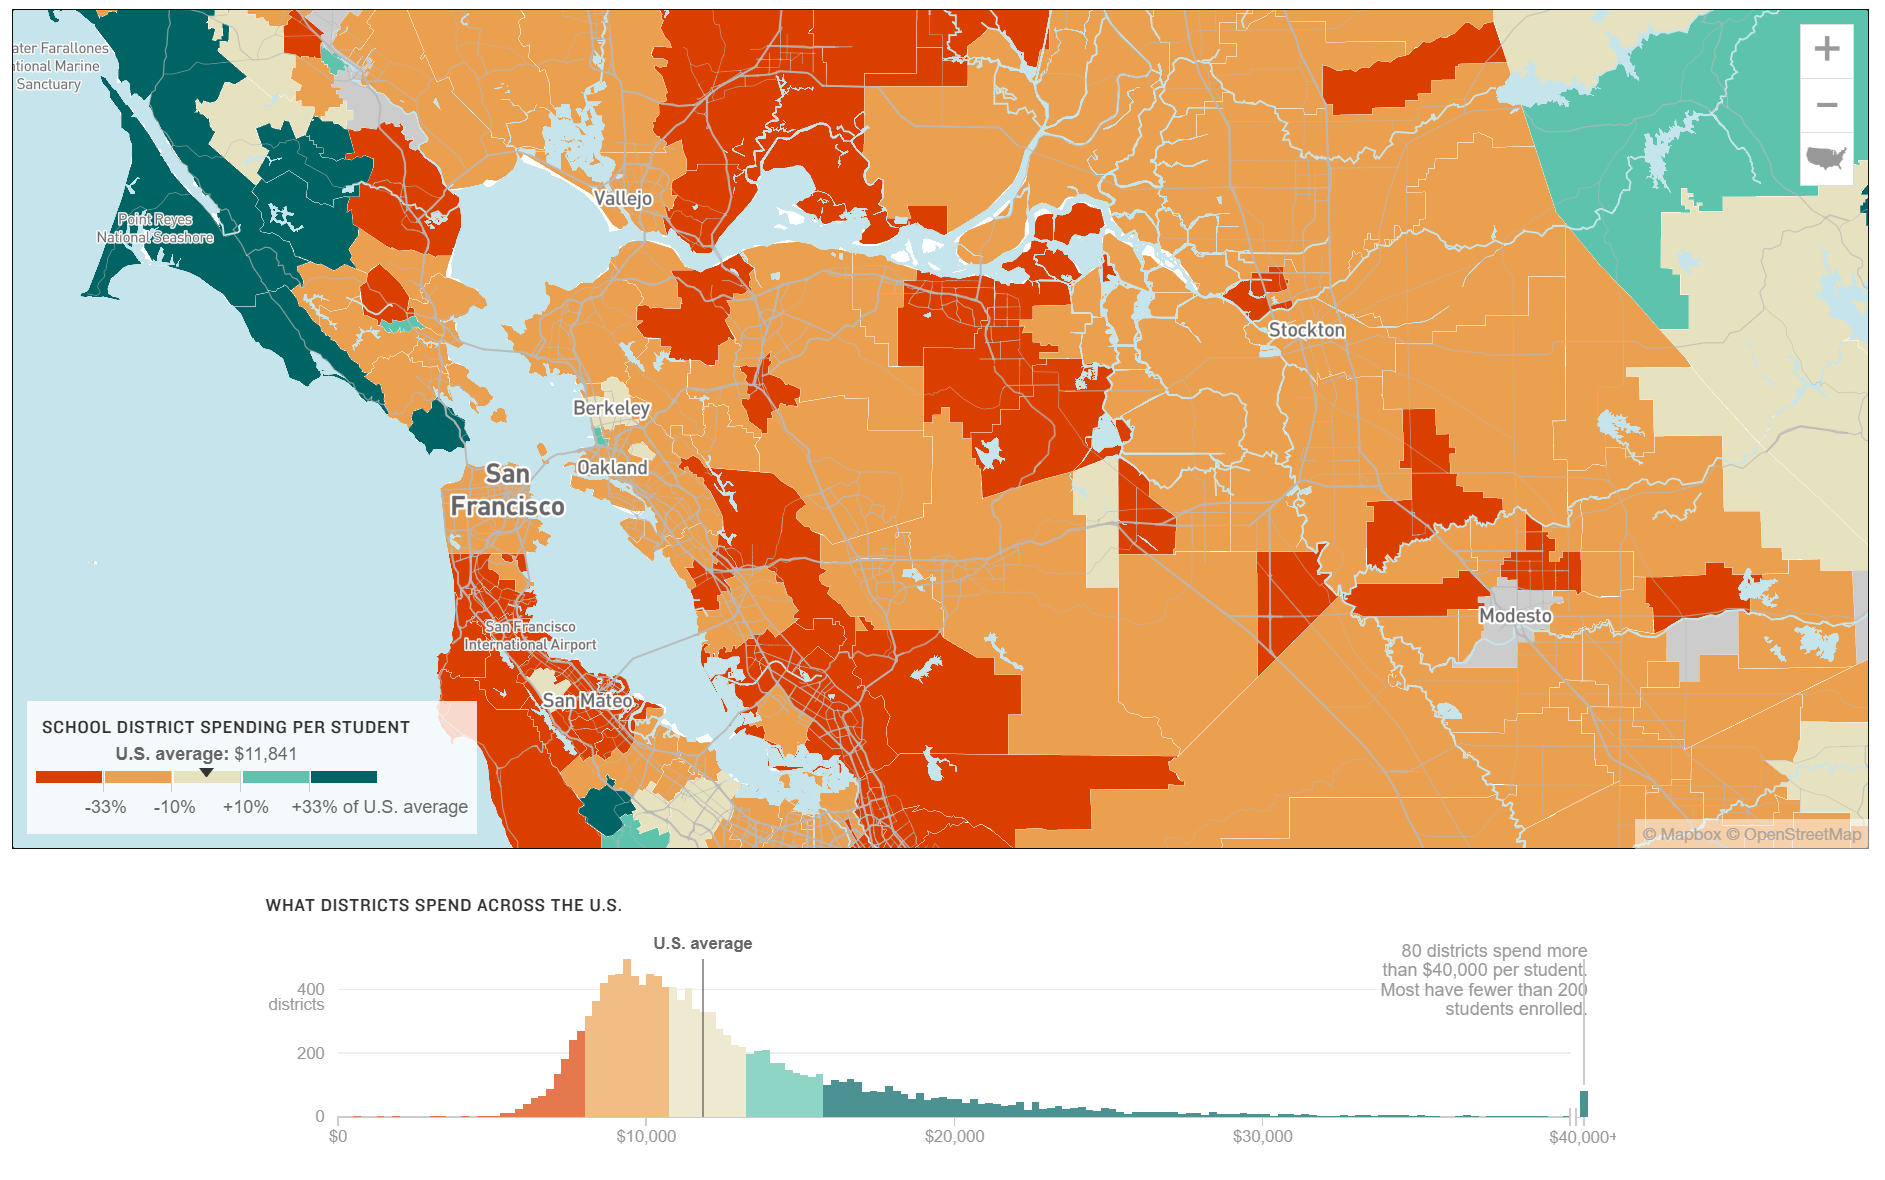 ater Farallones
tional Marine
Sanctuary
Point Reyes
National Seashore
Vallejo
Stockton
Berkeley
Oakland
San
Francisco
San Francisco
International Airport
San Mateo
Modesto
SCHOOL DISTRICT SPENDING PER STUDENT
U.S. average: $11,841
-33% -10% +10% +33% of U.S. average
© Mapbox © OpenStreetMap
WHAT DISTRICTS SPEND ACROSS THE U.S.
U.S. average
80 districts spend more
than $40,000 per student.
Most have fewer than 200
students enrolled.
400
districts
200
0
$0 $10,000 $20,000 $30,000 $40,000+